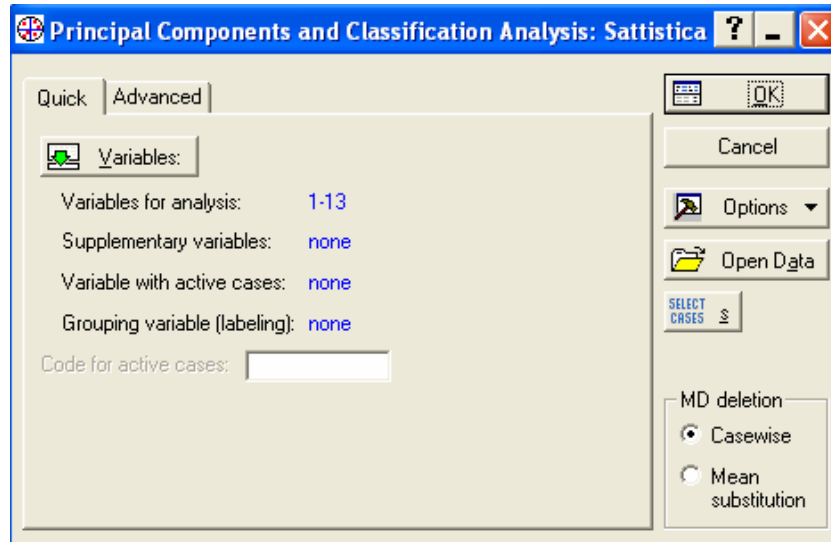 Principal Components and Classification Analysis: Sattistica
Quick
Advanced
Variables:
Variables for analysis: 1-13
Supplementary variables: none
Variable with active cases: none
Grouping variable (labeling): none
Code for active cases:
OK
Cancel
Options
Open Data
SELECT
CASES S
MD deletion
Casewise
Mean
substitution